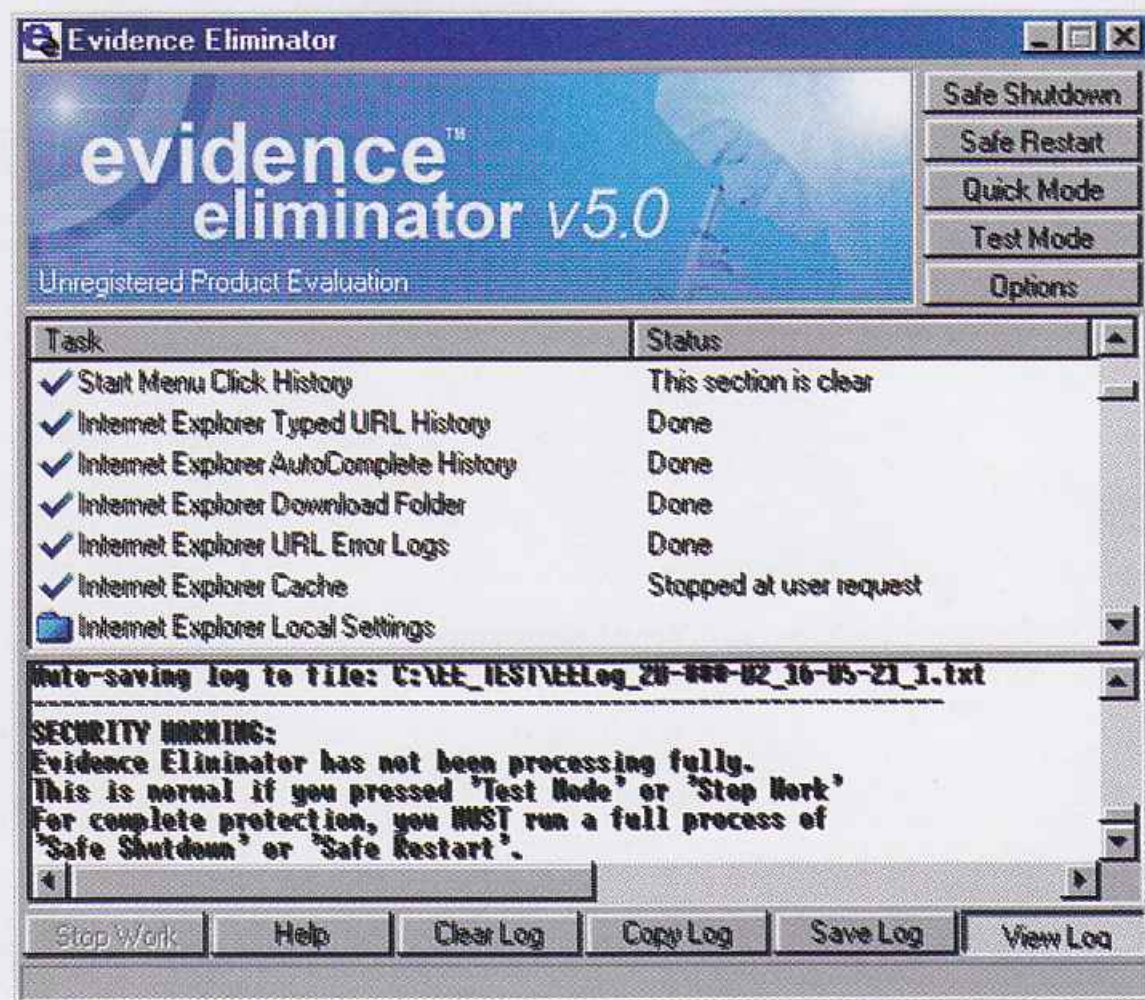 Evidence Eliminator
evidence™
eliminator v5.0
Unregistered Product Evaluation
Safe Shutdown
Safe Restart
Quick Mode
Test Mode
Options
Task Status
Start Menu Click History This section is clear
Internet Explorer Typed URL History Done
Internet Explorer AutoComplete History Done
Internet Explorer Download Folder Done
Internet Explorer URL Error Logs Done
Internet Explorer Cache Stopped at user request
Internet Explorer Local Settings
Auto-saving log to file: C:\EE_TEST\EELog_20-###-02_16-05-21_1.txt
SECURITY WARNING:
Evidence Eliminator has not been processing fully.
This is normal if you pressed 'Test Mode' or 'Stop Work'
For complete protection, you MUST run a full process of
'Safe Shutdown' or 'Safe Restart'.
Stop Work Help Clear Log Copy Log Save Log View Log